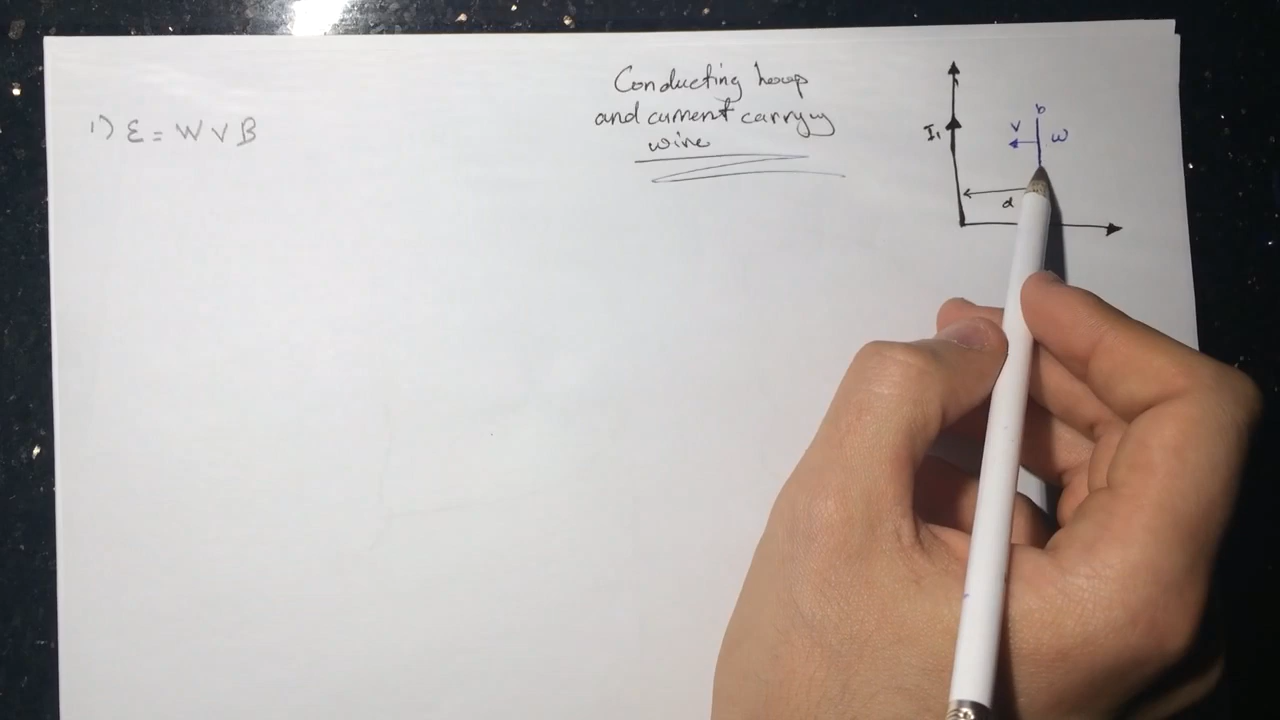 Conducting hoop
and current carrying
wire
1) ε = W V B
I₁
V
b
W
d